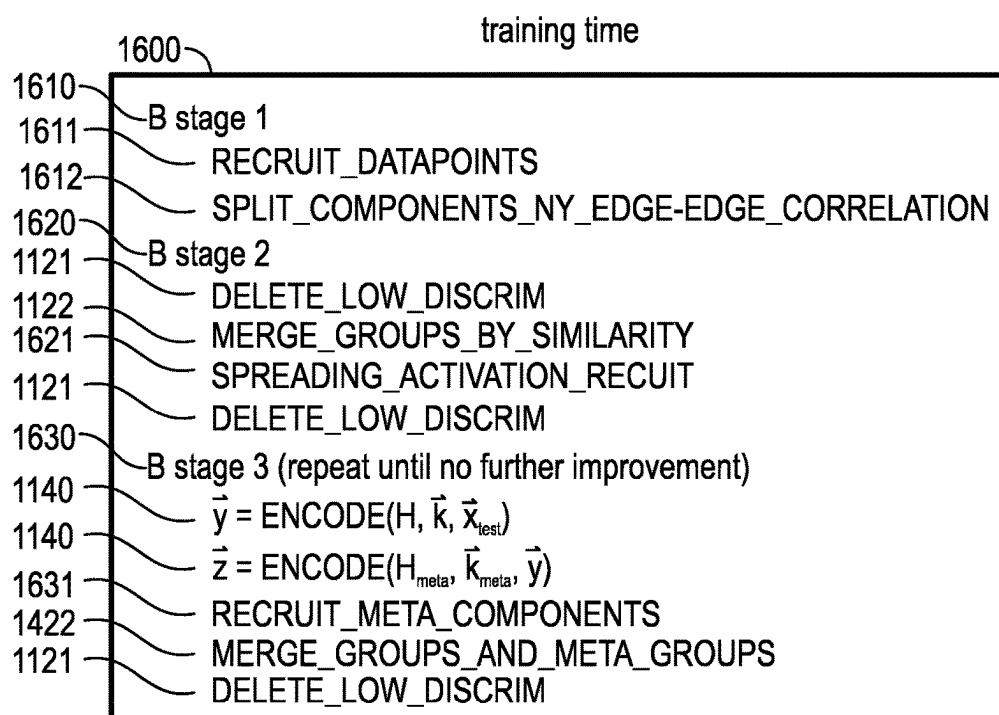 training time
1600
1610 B stage 1
1611 RECRUIT_DATAPOINTS
1612 SPLIT_COMPONENTS_NY_EDGE-EDGE_CORRELATION
1620 B stage 2
1121 DELETE_LOW_DISCRIM
1122 MERGE_GROUPS_BY_SIMILARITY
1621 SPREADING_ACTIVATION_RECUIT
1121 DELETE_LOW_DISCRIM
1630 B stage 3 (repeat until no further improvement)
1140 y⃗ = ENCODE(H, k⃗, x⃗test)
1140 z⃗ = ENCODE(Hmeta, k⃗meta, y⃗)
1631 RECRUIT_META_COMPONENTS
1422 MERGE_GROUPS_AND_META_GROUPS
1121 DELETE_LOW_DISCRIM